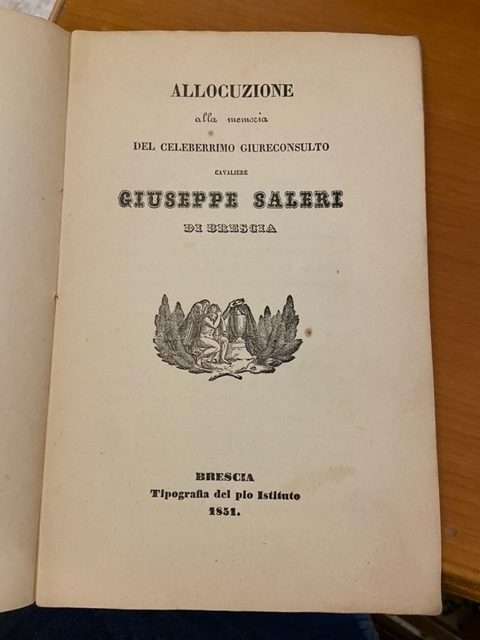 ALLOCUZIONE
alla memoria
DEL CELEBERRIMO GIURECONSULTO
CAVALIERE
GIUSEPPE SALERI
DI BRESCIA
BRESCIA
Tipografia del pio Istituto
1851.